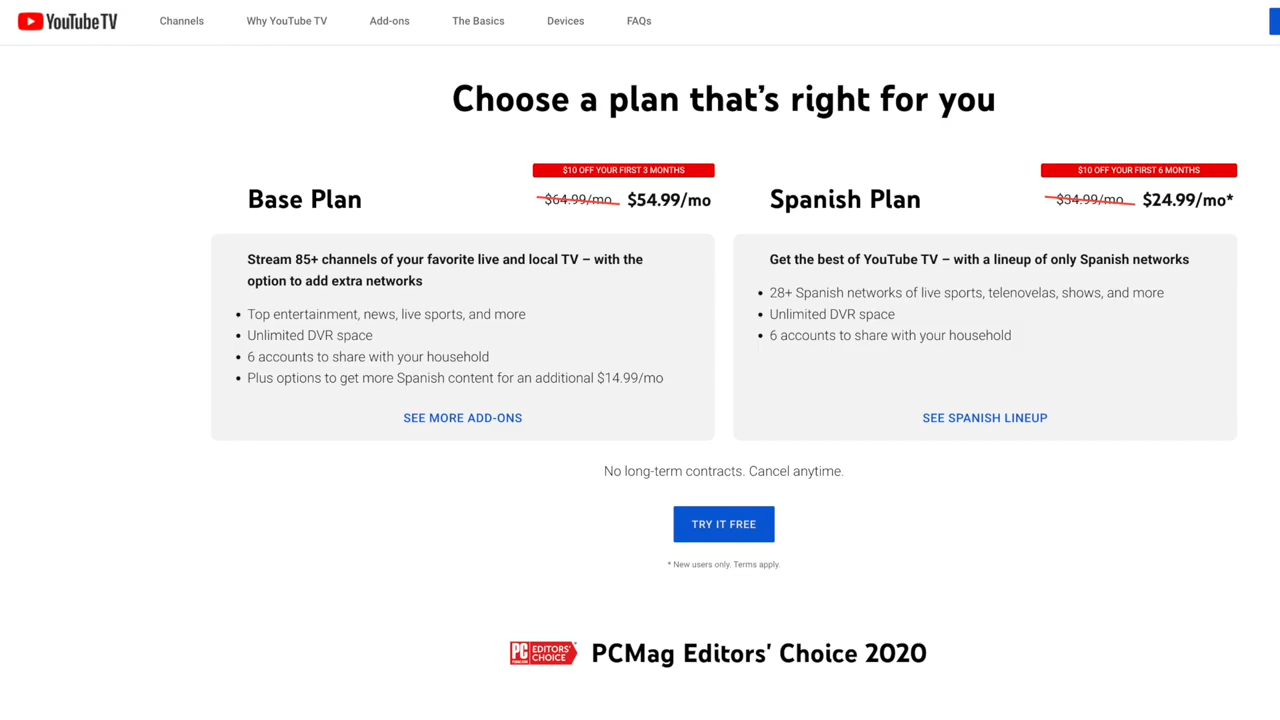 YouTube TV
Channels
Why YouTube TV
Add-ons
The Basics
Devices
FAQs
Choose a plan that's right for you
$10 OFF YOUR FIRST 3 MONTHS
Base Plan
$64.99/mo $54.99/mo
Stream 85+ channels of your favorite live and local TV – with the
option to add extra networks
• Top entertainment, news, live sports, and more
• Unlimited DVR space
• 6 accounts to share with your household
• Plus options to get more Spanish content for an additional $14.99/mo
SEE MORE ADD-ONS
$10 OFF YOUR FIRST 6 MONTHS
Spanish Plan
$34.99/mo $24.99/mo*
Get the best of YouTube TV – with a lineup of only Spanish networks
• 28+ Spanish networks of live sports, telenovelas, shows, and more
• Unlimited DVR space
• 6 accounts to share with your household
SEE SPANISH LINEUP
No long-term contracts. Cancel anytime.
TRY IT FREE
* New users only. Terms apply.
PC EDITORS' CHOICE
PCMag Editors' Choice 2020